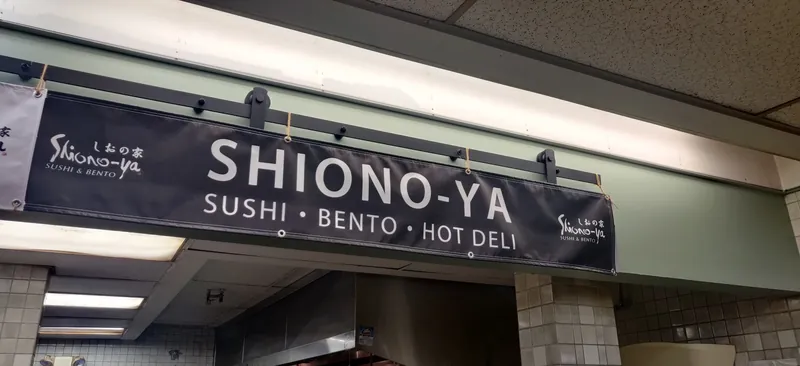 しおの家
Shiono-ya
SUSHI & BENTO
SHIONO-YA
SUSHI • BENTO • HOT DELI
しおの家
Shiono-ya
SUSHI & BENTO
家